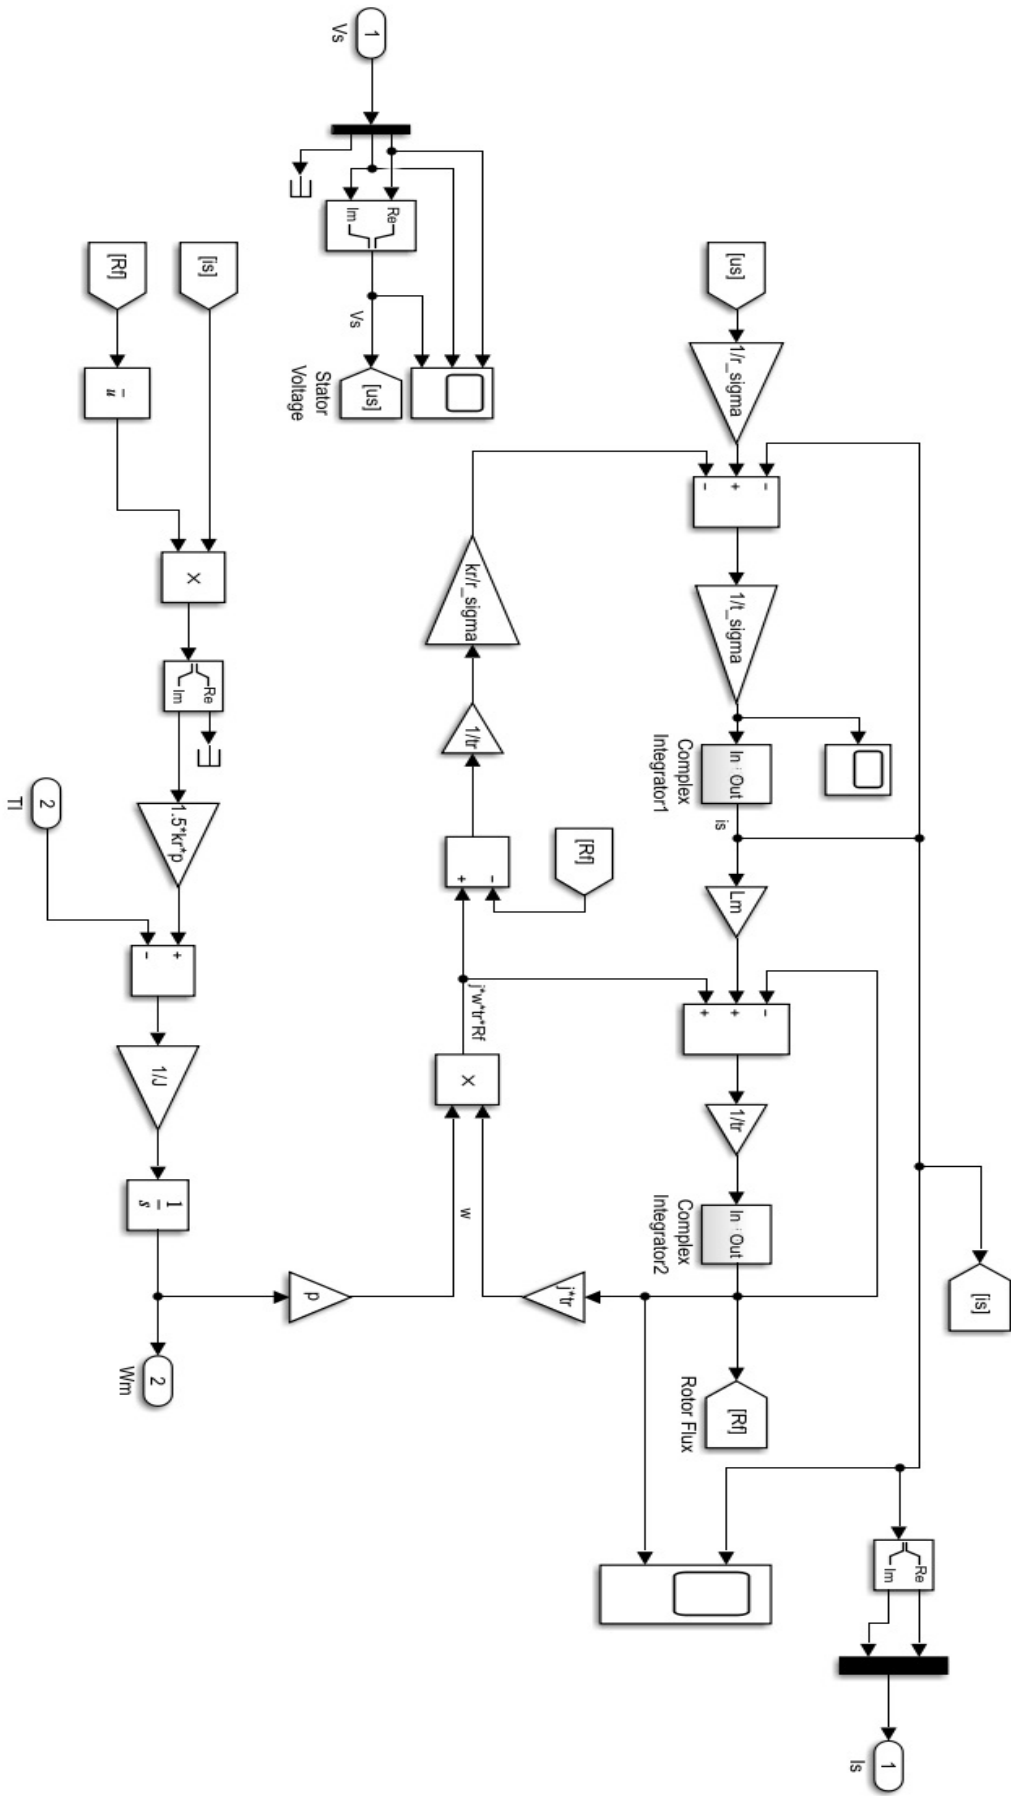 [is]
Re
Im
1
Is
[us]
1/r_sigma
−
+
−
1/t_sigma
In
Out
Complex
Integrator1
is
Lm
−
+
+
1/tr
In
Out
Complex
Integrator2
[Rf]
Rotor Flux
kr/r_sigma
1/tr
−
+
[Rf]
j*w*tr*Rf
X
w
j*tr
1
Vs
Re
Im
Vs
[us]
Stator
Voltage
p
[is]
[Rf]
u̅
X
Re
Im
1.5*kr*p
2
Tl
+
−
1/J
1
s
2
Wm